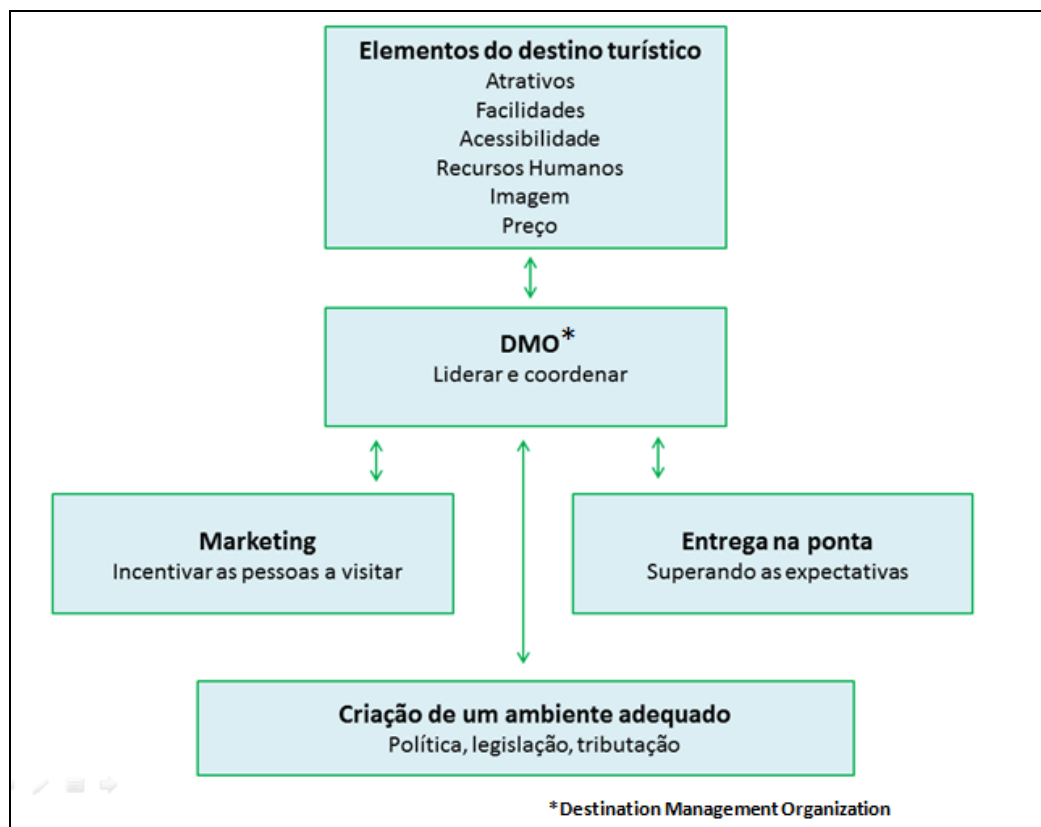 Elementos do destino turístico
Atrativos
Facilidades
Acessibilidade
Recursos Humanos
Imagem
Preço
DMO*
Liderar e coordenar
Marketing
Incentivar as pessoas a visitar
Entrega na ponta
Superando as expectativas
Criação de um ambiente adequado
Política, legislação, tributação
*Destination Management Organization